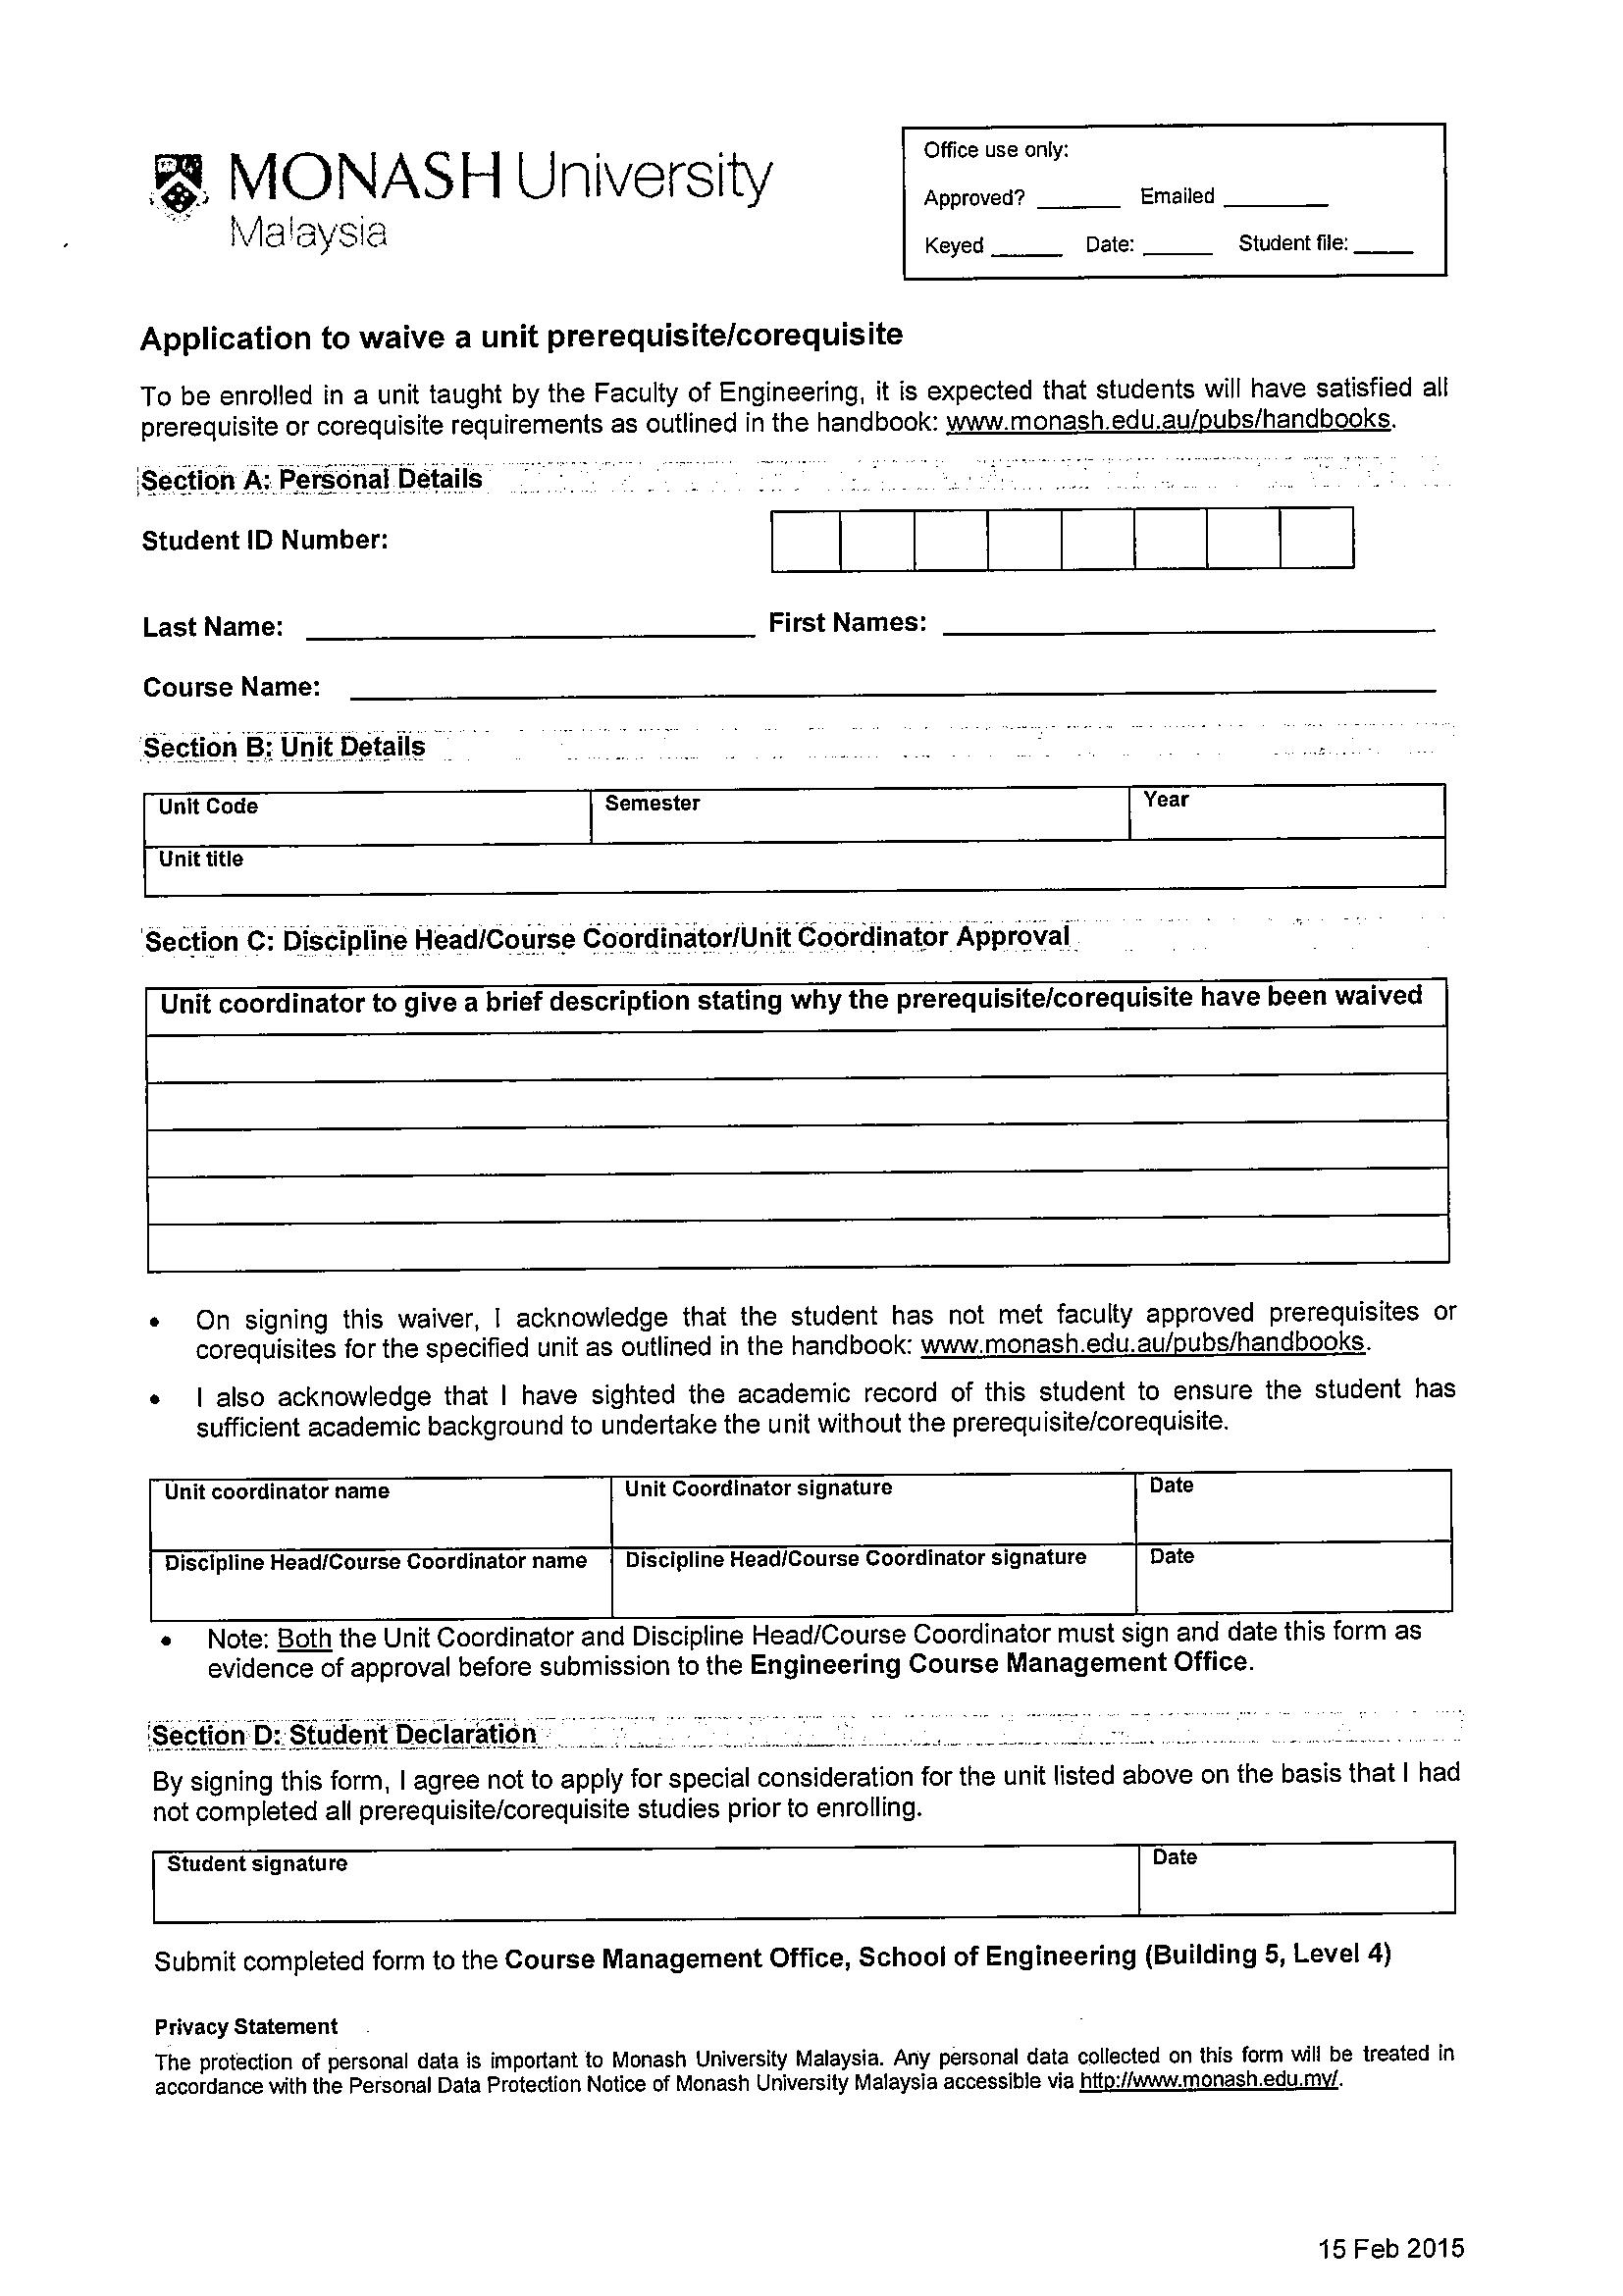 MONASH University
Malaysia
Office use only:
Approved? ______ Emailed ________
Keyed _____ Date: _____ Student file: ____
Application to waive a unit prerequisite/corequisite
To be enrolled in a unit taught by the Faculty of Engineering, it is expected that students will have satisfied all
prerequisite or corequisite requirements as outlined in the handbook: www.monash.edu.au/pubs/handbooks.
Section A: Personal Details
Student ID Number:
Last Name: ____________ First Names: ____________
Course Name: ____________
Section B: Unit Details
Unit Code Semester Year
Unit title
Section C: Discipline Head/Course Coordinator/Unit Coordinator Approval
Unit coordinator to give a brief description stating why the prerequisite/corequisite have been waived
• On signing this waiver, I acknowledge that the student has not met faculty approved prerequisites or
corequisites for the specified unit as outlined in the handbook: www.monash.edu.au/pubs/handbooks.
• I also acknowledge that I have sighted the academic record of this student to ensure the student has
sufficient academic background to undertake the unit without the prerequisite/corequisite.
Unit coordinator name Unit Coordinator signature Date
Discipline Head/Course Coordinator name Discipline Head/Course Coordinator signature Date
• Note: Both the Unit Coordinator and Discipline Head/Course Coordinator must sign and date this form as
evidence of approval before submission to the Engineering Course Management Office.
Section D: Student Declaration
By signing this form, I agree not to apply for special consideration for the unit listed above on the basis that I had
not completed all prerequisite/corequisite studies prior to enrolling.
Student signature Date
Submit completed form to the Course Management Office, School of Engineering (Building 5, Level 4)
Privacy Statement
The protection of personal data is important to Monash University Malaysia. Any personal data collected on this form will be treated in
accordance with the Personal Data Protection Notice of Monash University Malaysia accessible via http://www.monash.edu.my/.
15 Feb 2015